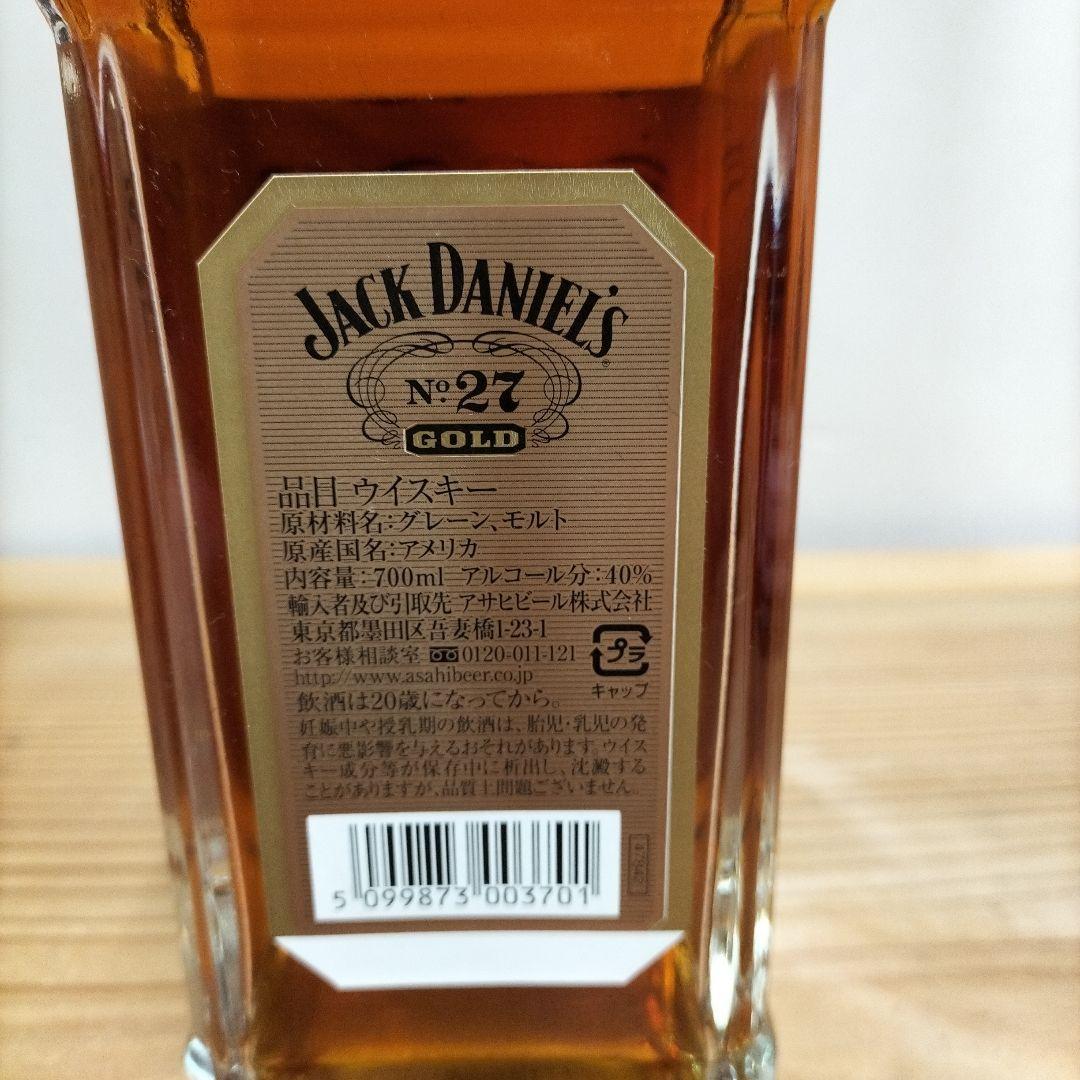 JACK DANIEL'S
No. 27
GOLD
品目 ウイスキー
原材料名:グレーン、モルト
原産国名:アメリカ
内容量:700ml アルコール分:40%
輸入者及び引取先 アサヒビール株式会社
東京都墨田区吾妻橋1-23-1
お客様相談室 0120-011-121
http://www.asahibeer.co.jp
プラ
キャップ
飲酒は20歳になってから。
妊娠中や授乳期の飲酒は、胎児・乳児の発
育に悪影響を与えるおそれがあります。ウイス
キー成分等が保存中に析出し、沈澱する
ことがありますが、品質上問題ございません。
5 099873 003701